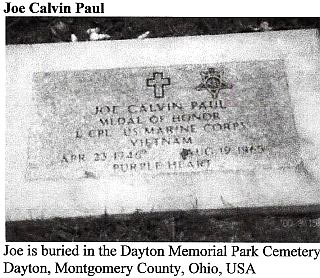 Joe Calvin Paul
JOE CALVIN PAUL
MEDAL OF HONOR
L CPL US MARINE CORPS
VIETNAM
APR 23 1946 AUG 19 1965
PURPLE HEART
Joe is buried in the Dayton Memorial Park Cemetery
Dayton, Montgomery County, Ohio, USA